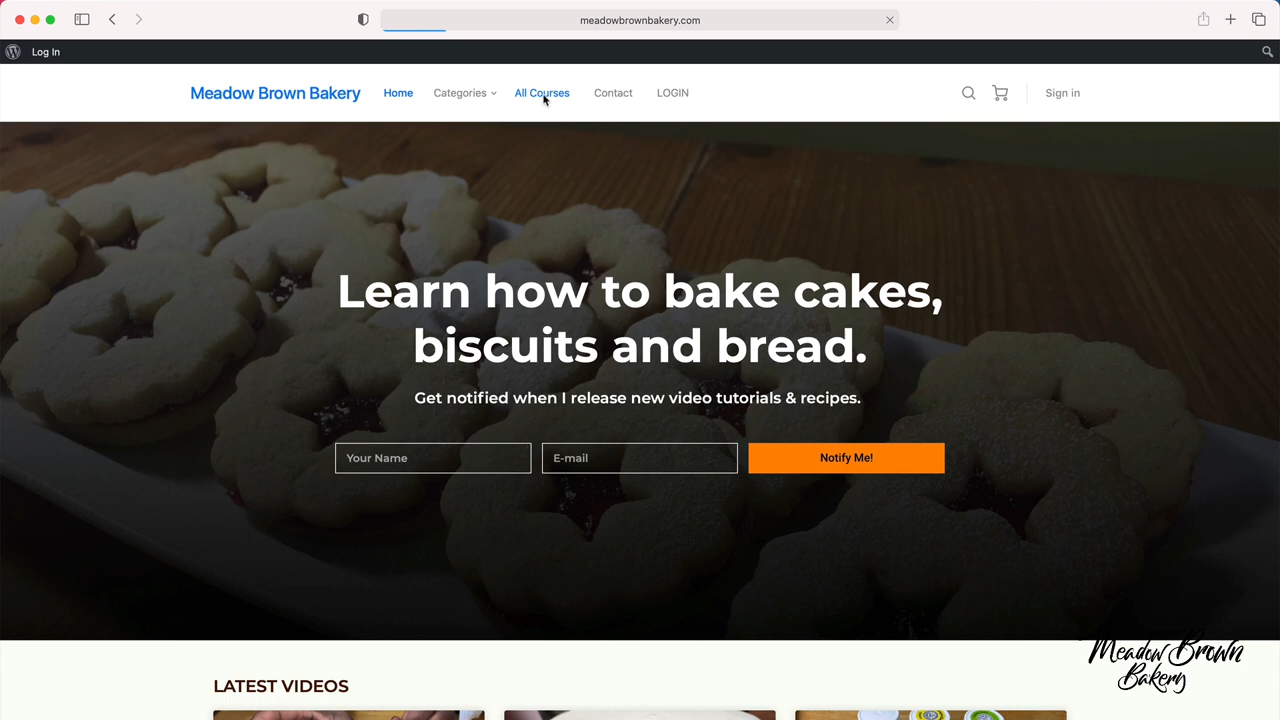 meadowbrownbakery.com
Log In
Meadow Brown Bakery Home Categories All Courses Contact LOGIN Sign in
Learn how to bake cakes,
biscuits and bread.
Get notified when I release new video tutorials & recipes.
Your Name E-mail Notify Me!
Meadow Brown
Bakery
LATEST VIDEOS